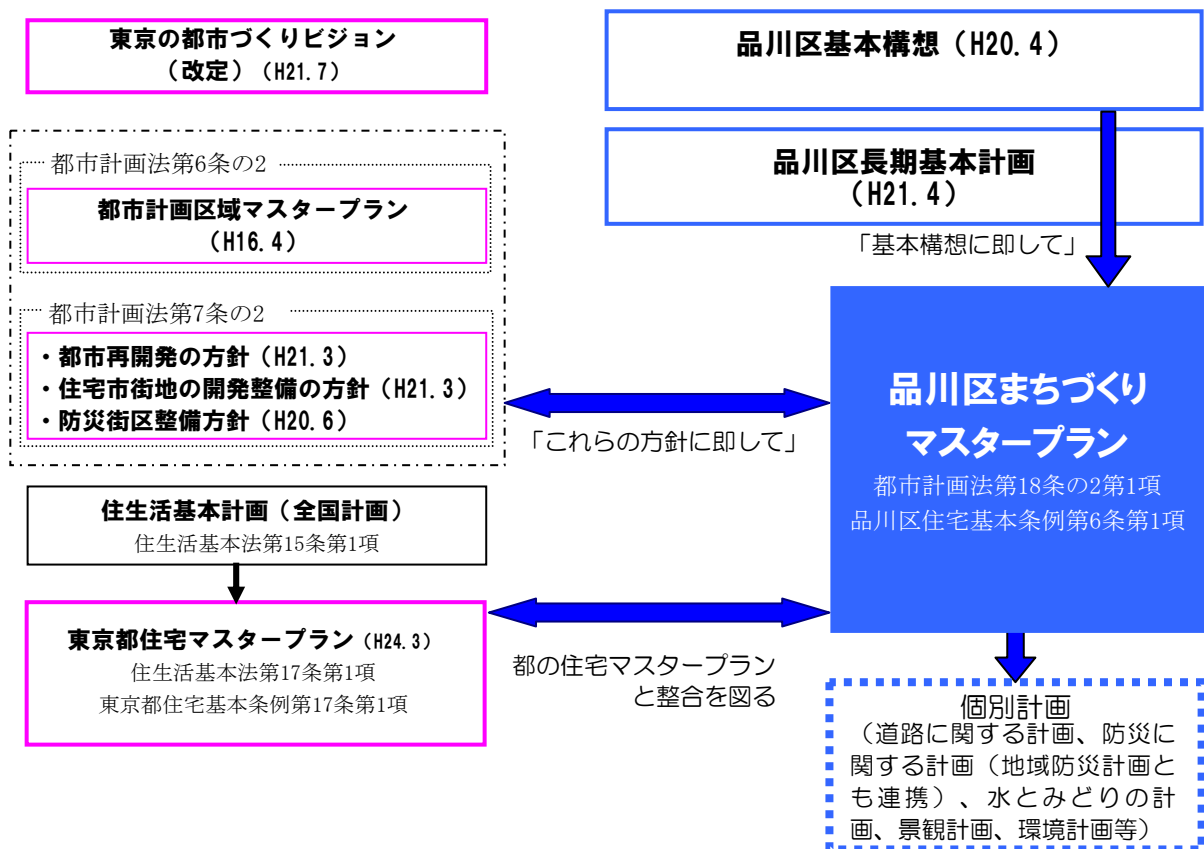 東京の都市づくりビジョン
（改定）（H21.7）
都市計画法第6条の2
都市計画区域マスタープラン
（H16.4）
都市計画法第7条の2
・都市再開発の方針（H21.3）
・住宅市街地の開発整備の方針（H21.3）
・防災街区整備方針（H20.6）
住生活基本計画（全国計画）
住生活基本法第15条第1項
東京都住宅マスタープラン（H24.3）
住生活基本法第17条第1項
東京都住宅基本条例第17条第1項
「これらの方針に即して」
都の住宅マスタープラン
と整合を図る
品川区基本構想（H20.4）
品川区長期基本計画
（H21.4）
「基本構想に即して」
品川区まちづくり
マスタープラン
都市計画法第18条の2第1項
品川区住宅基本条例第6条第1項
個別計画
（道路に関する計画、防災に
関する計画（地域防災計画と
も連携）、水とみどりの計
画、景観計画、環境計画等）